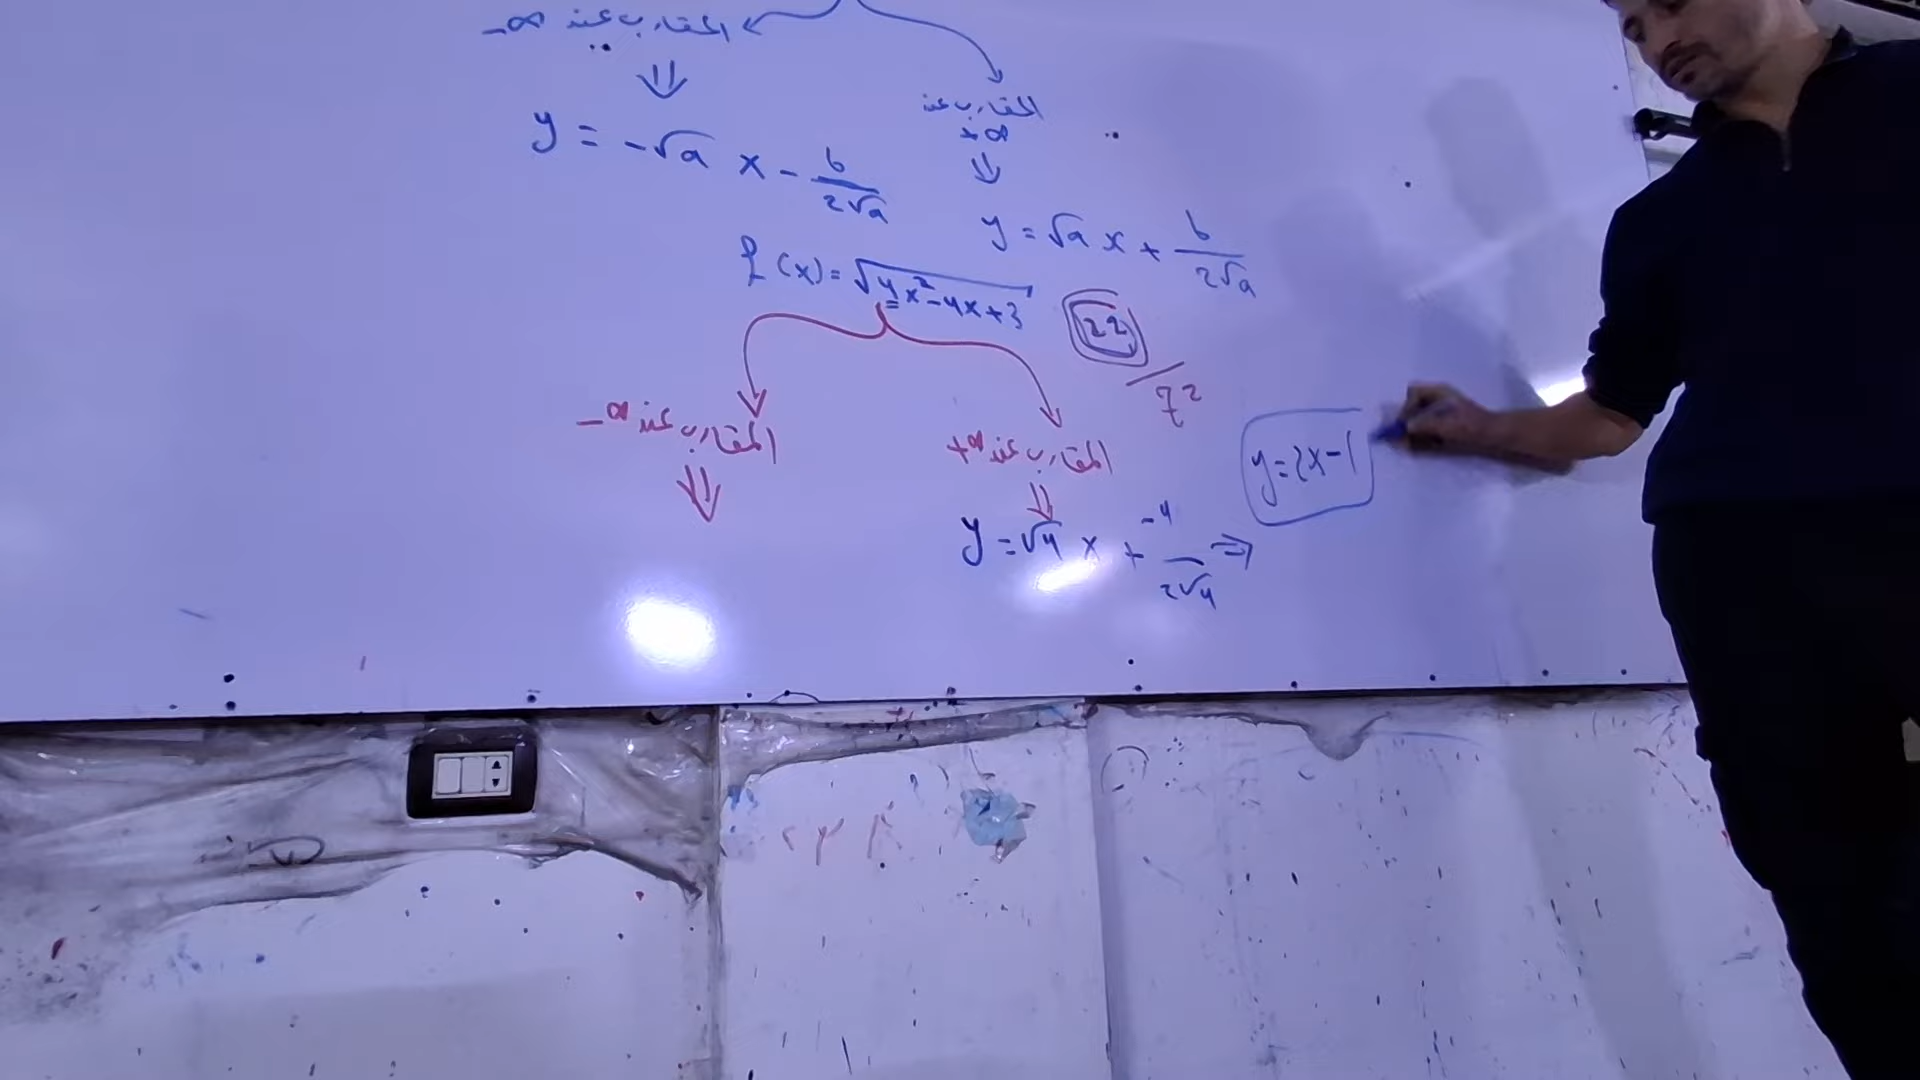 المقارب عند -∞
⇓
y = -√a x - b/2√a
المقارب عند
+∞
⇓
y = √a x + b/2√a
f(x) = √4x²-4x+3
22 / 72
المقارب عند -∞
⇓
المقارب عند +∞
⇓
y = √4 x + -4/2√4 ⇒
y = 2x-1